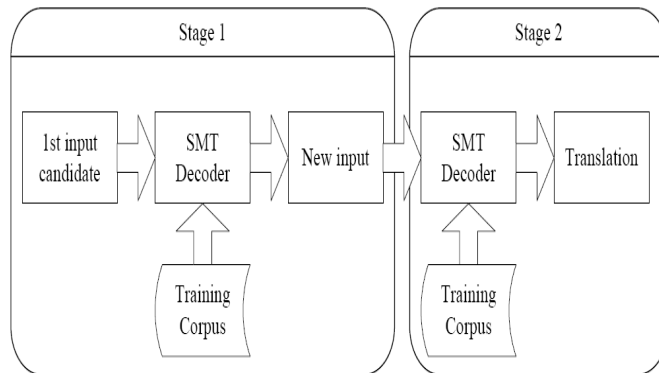 Stage 1
Stage 2
1st input
candidate
SMT
Decoder
New input
SMT
Decoder
Translation
Training
Corpus
Training
Corpus